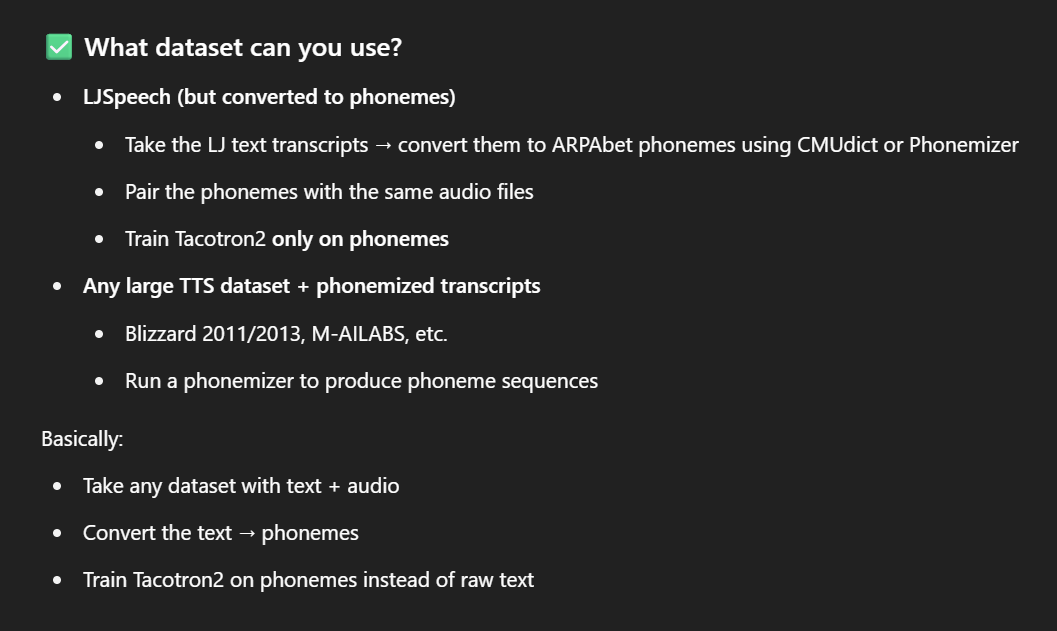 ✅ What dataset can you use?
• LJSpeech (but converted to phonemes)
• Take the LJ text transcripts → convert them to ARPAbet phonemes using CMUdict or Phonemizer
• Pair the phonemes with the same audio files
• Train Tacotron2 only on phonemes
• Any large TTS dataset + phonemized transcripts
• Blizzard 2011/2013, M-AILABS, etc.
• Run a phonemizer to produce phoneme sequences
Basically:
• Take any dataset with text + audio
• Convert the text → phonemes
• Train Tacotron2 on phonemes instead of raw text